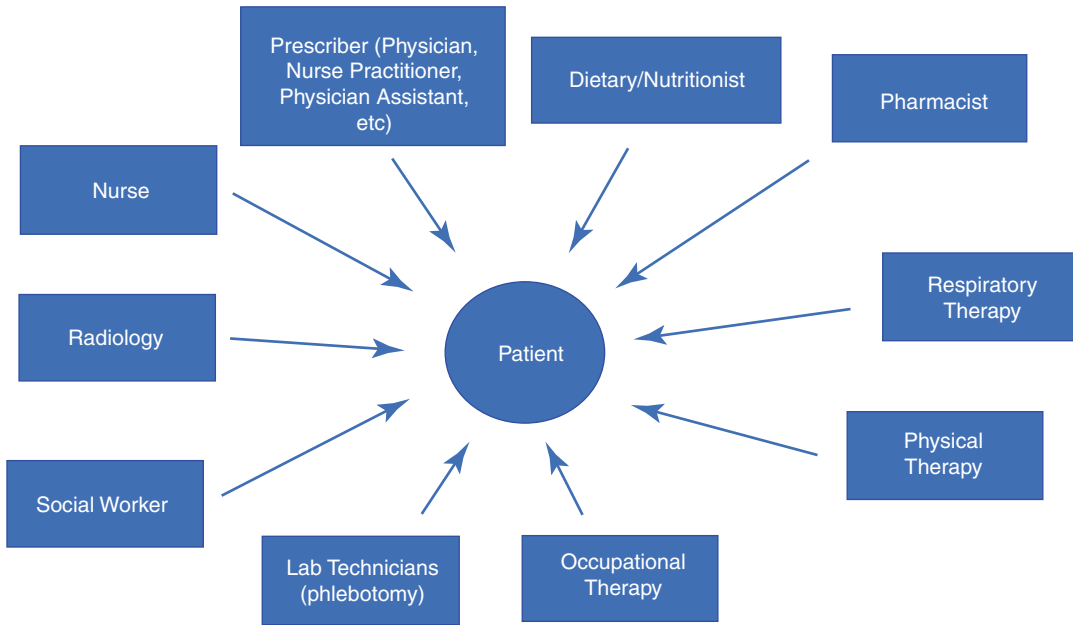 Prescriber (Physician,
Nurse Practitioner,
Physician Assistant,
etc)
Dietary/Nutritionist
Pharmacist
Nurse
Respiratory
Therapy
Radiology
Patient
Physical
Therapy
Social Worker
Lab Technicians
(phlebotomy)
Occupational
Therapy